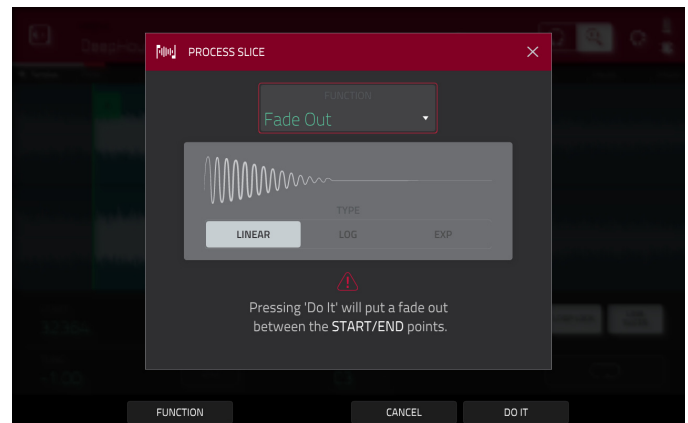 PROCESS SLICE
FUNCTION
Fade Out
TYPE
LINEAR LOG EXP
Pressing 'Do It' will put a fade out
between the START/END points.
FUNCTION CANCEL DO IT